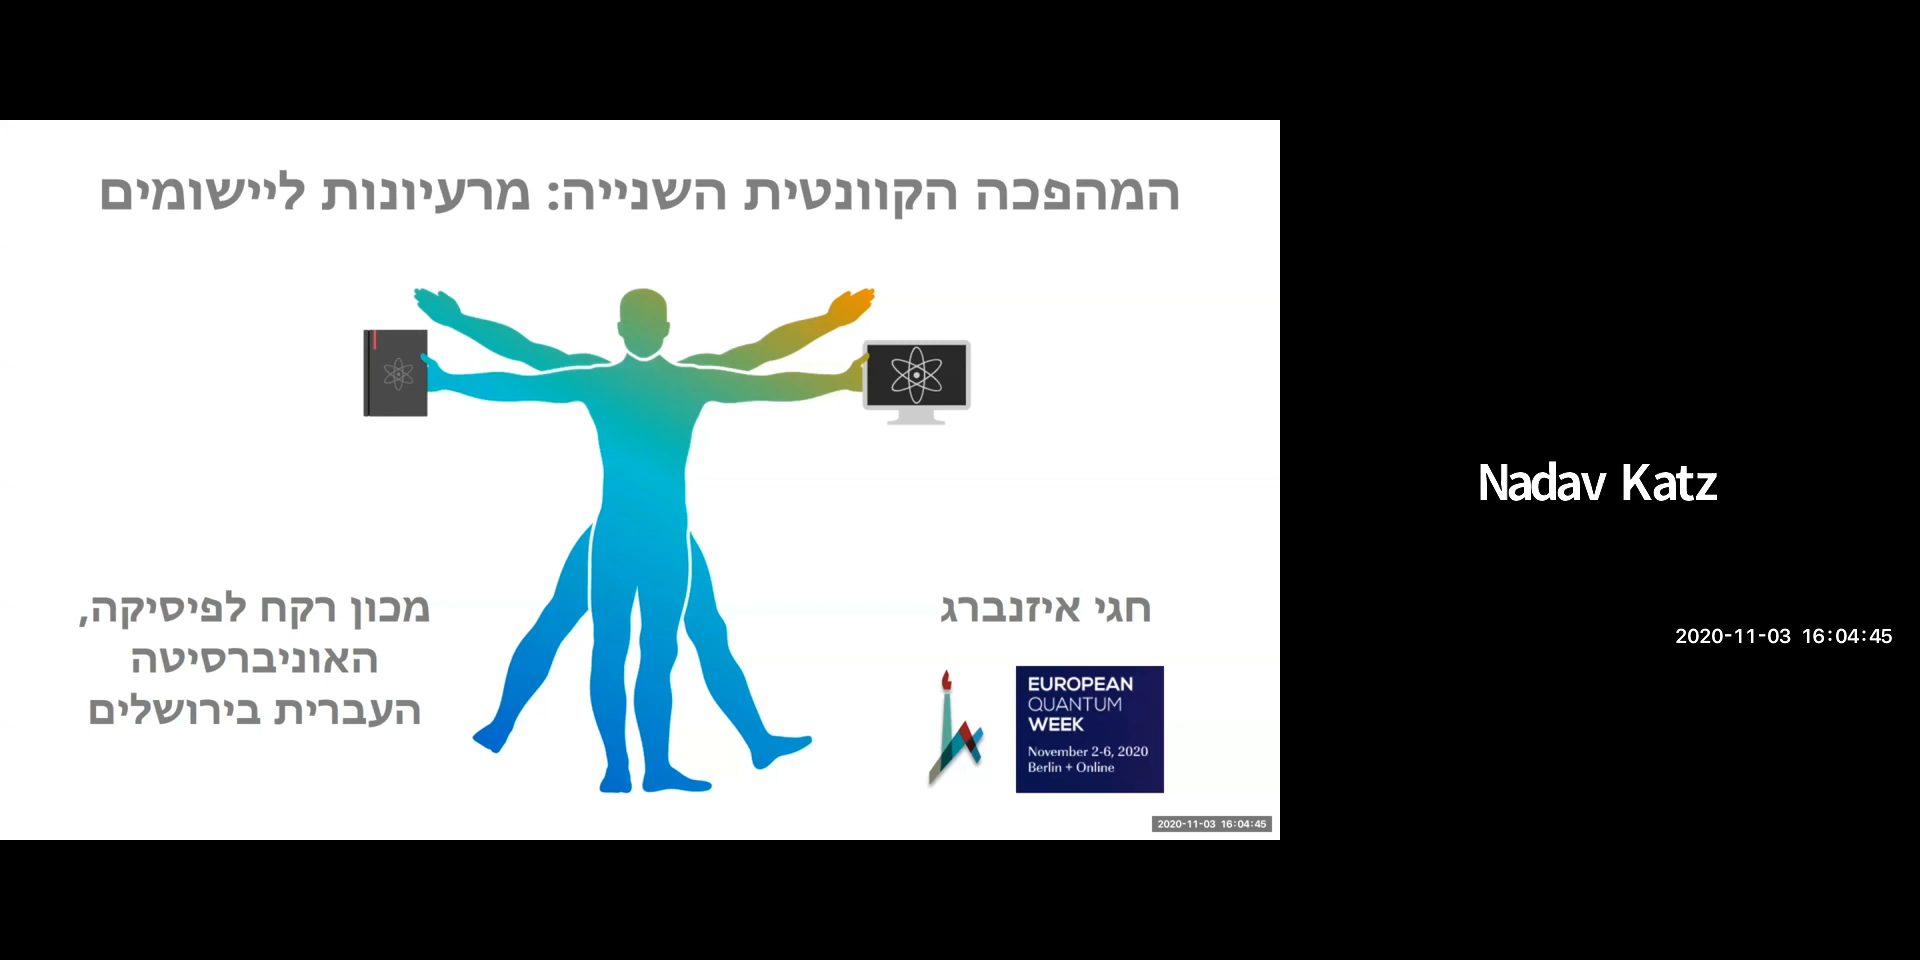 המהפכה הקוונטית השנייה: מרעיונות ליישומים
חגי איזנברג
מכון רקח לפיסיקה,
האוניברסיטה
העברית בירושלים
EUROPEAN
QUANTUM
WEEK
November 2-6, 2020
Berlin + Online
2020-11-03 16:04:45
Nadav Katz
2020-11-03 16:04:45